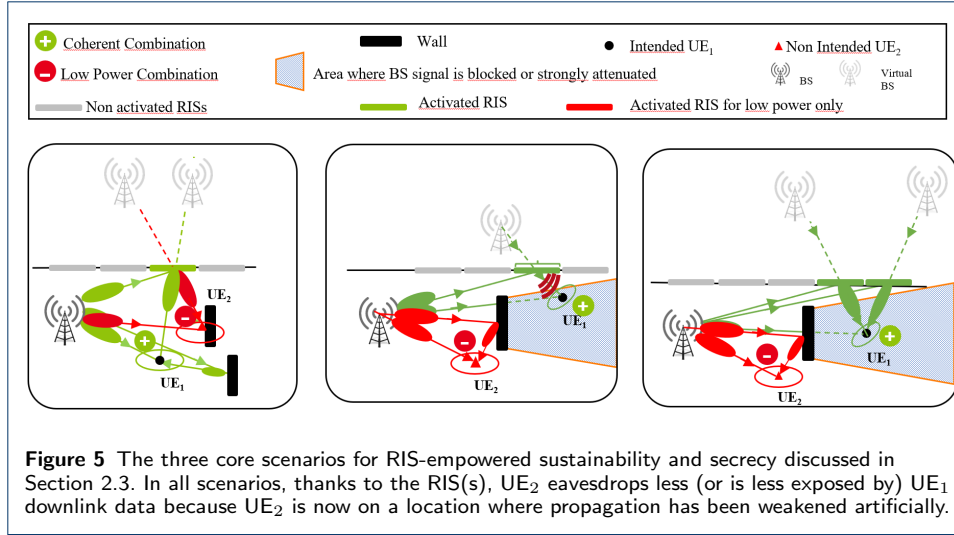 Coherent Combination
Wall
Intended UE₁
Non Intended UE₂
Low Power Combination
Area where BS signal is blocked or strongly attenuated
BS
Virtual
BS
Non activated RISs
Activated RIS
Activated RIS for low power only
UE₂
UE₁
UE₁
UE₂
UE₁
UE₂
Figure 5 The three core scenarios for RIS-empowered sustainability and secrecy discussed in
Section 2.3. In all scenarios, thanks to the RIS(s), UE₂ eavesdrops less (or is less exposed by) UE₁
downlink data because UE₂ is now on a location where propagation has been weakened artificially.